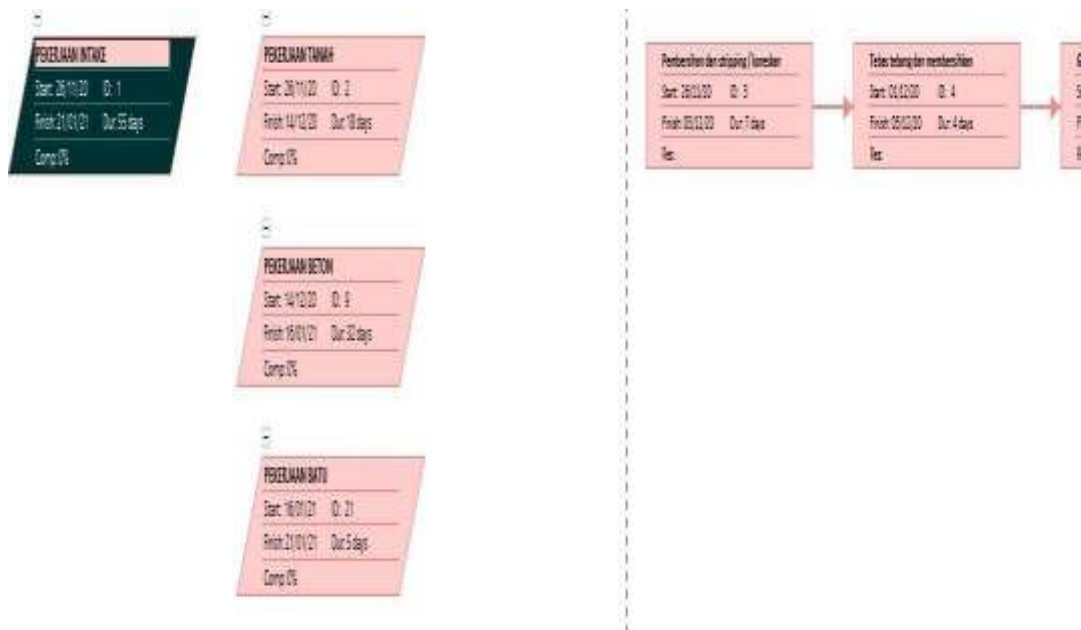 PEKERJAAN INTAKE
Start: 26/11/20 ID: 1
Finish: 21/01/21 Dur: 55 days
Comp: 0%
PEKERJAAN TANAH
Start: 26/11/20 ID: 2
Finish: 14/12/20 Dur: 18 days
Comp: 0%
PEKERJAAN BETON
Start: 14/12/20 ID: 9
Finish: 16/01/21 Dur: 32 days
Comp: 0%
PEKERJAAN BATU
Start: 16/01/21 ID: 21
Finish: 21/01/21 Dur: 5 days
Comp: 0%
Pembersihan dan stripping /
Start: 26/11/20 ID: 3
Finish: 03/12/20 Dur: 7 days
Res:
Tebas tebang dan membersihkan
Start: 01/12/20 ID: 4
Finish: 05/12/20 Dur: 4 days
Res: